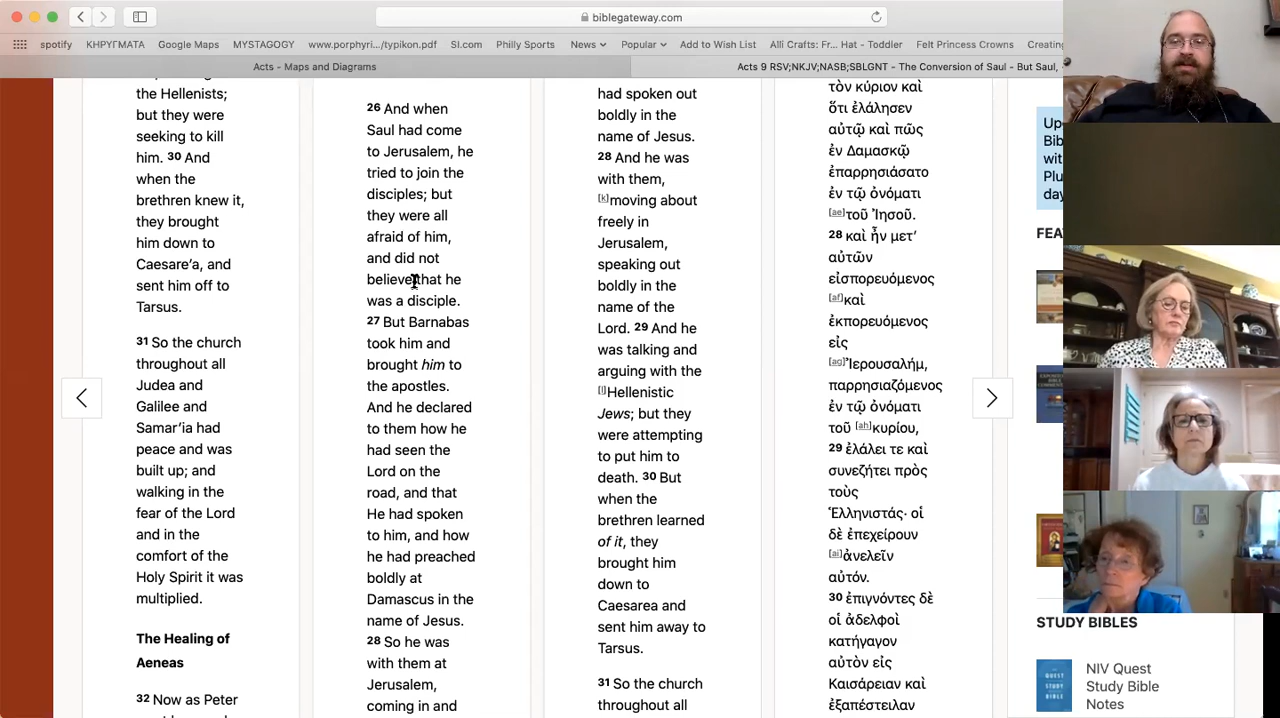 biblegateway.com
spotify ΚΗΡΥΓΜΑΤΑ Google Maps MYSTAGOGY www.porphyri.../typikon.pdf SI.com Philly Sports News Popular Add to Wish List Alli Crafts: Fr... Hat - Toddler Felt Princess Crowns Creating
Acts - Maps and Diagrams
Acts 9 RSV;NKJV;NASB;SBLGNT - The Conversion of Saul - But Saul,
the Hellenists;
but they were
seeking to kill
him. 30 And
when the
brethren knew it,
they brought
him down to
Caesare'a, and
sent him off to
Tarsus.
31 So the church
throughout all
Judea and
Galilee and
Samar'ia had
peace and was
built up; and
walking in the
fear of the Lord
and in the
comfort of the
Holy Spirit it was
multiplied.
The Healing of
Aeneas
32 Now as Peter
26 And when
Saul had come
to Jerusalem, he
tried to join the
disciples; but
they were all
afraid of him,
and did not
believe that he
was a disciple.
27 But Barnabas
took him and
brought him to
the apostles.
And he declared
to them how he
had seen the
Lord on the
road, and that
He had spoken
to him, and how
he had preached
boldly at
Damascus in the
name of Jesus.
28 So he was
with them at
Jerusalem,
coming in and
had spoken out
boldly in the
name of Jesus.
28 And he was
with them,
[k]moving about
freely in
Jerusalem,
speaking out
boldly in the
name of the
Lord. 29 And he
was talking and
arguing with the
[l]Hellenistic
Jews; but they
were attempting
to put him to
death. 30 But
when the
brethren learned
of it, they
brought him
down to
Caesarea and
sent him away to
Tarsus.
31 So the church
throughout all
τὸν κύριον καὶ
ὅτι ἐλάλησεν
αὐτῷ καὶ πῶς
ἐν Δαμασκῷ
ἐπαρρησιάσατο
ἐν τῷ ὀνόματι
[ae]τοῦ Ἰησοῦ.
28 καὶ ἦν μετ’
αὐτῶν
εἰσπορευόμενος
[af]καὶ
ἐκπορευόμενος
εἰς
[ag]Ἰερουσαλήμ,
παρρησιαζόμενος
ἐν τῷ ὀνόματι
τοῦ [ah]κυρίου,
29 ἐλάλει τε καὶ
συνεζήτει πρὸς
τοὺς
Ἑλληνιστάς· οἱ
δὲ ἐπεχείρουν
[ai]ἀνελεῖν
αὐτόν.
30 ἐπιγνόντες δὲ
οἱ ἀδελφοὶ
κατήγαγον
αὐτὸν εἰς
Καισάρειαν καὶ
ἐξαπέστειλαν
Up
Bib
wit
Plu
day
FEA
STUDY BIBLES
NIV Quest
Study Bible
Notes